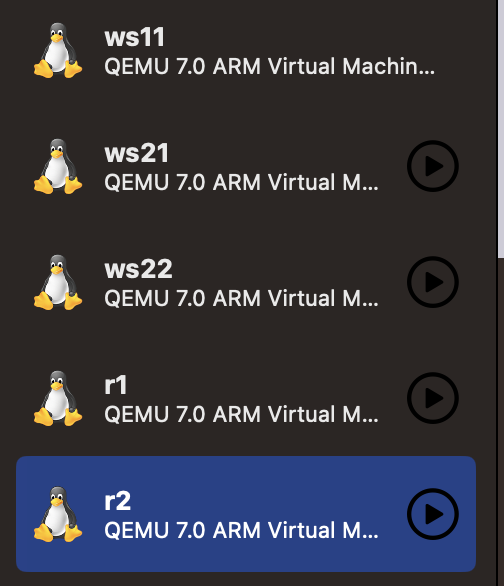 ws11
QEMU 7.0 ARM Virtual Machin...
ws21
QEMU 7.0 ARM Virtual M...
ws22
QEMU 7.0 ARM Virtual M...
r1
QEMU 7.0 ARM Virtual M...
r2
QEMU 7.0 ARM Virtual M...